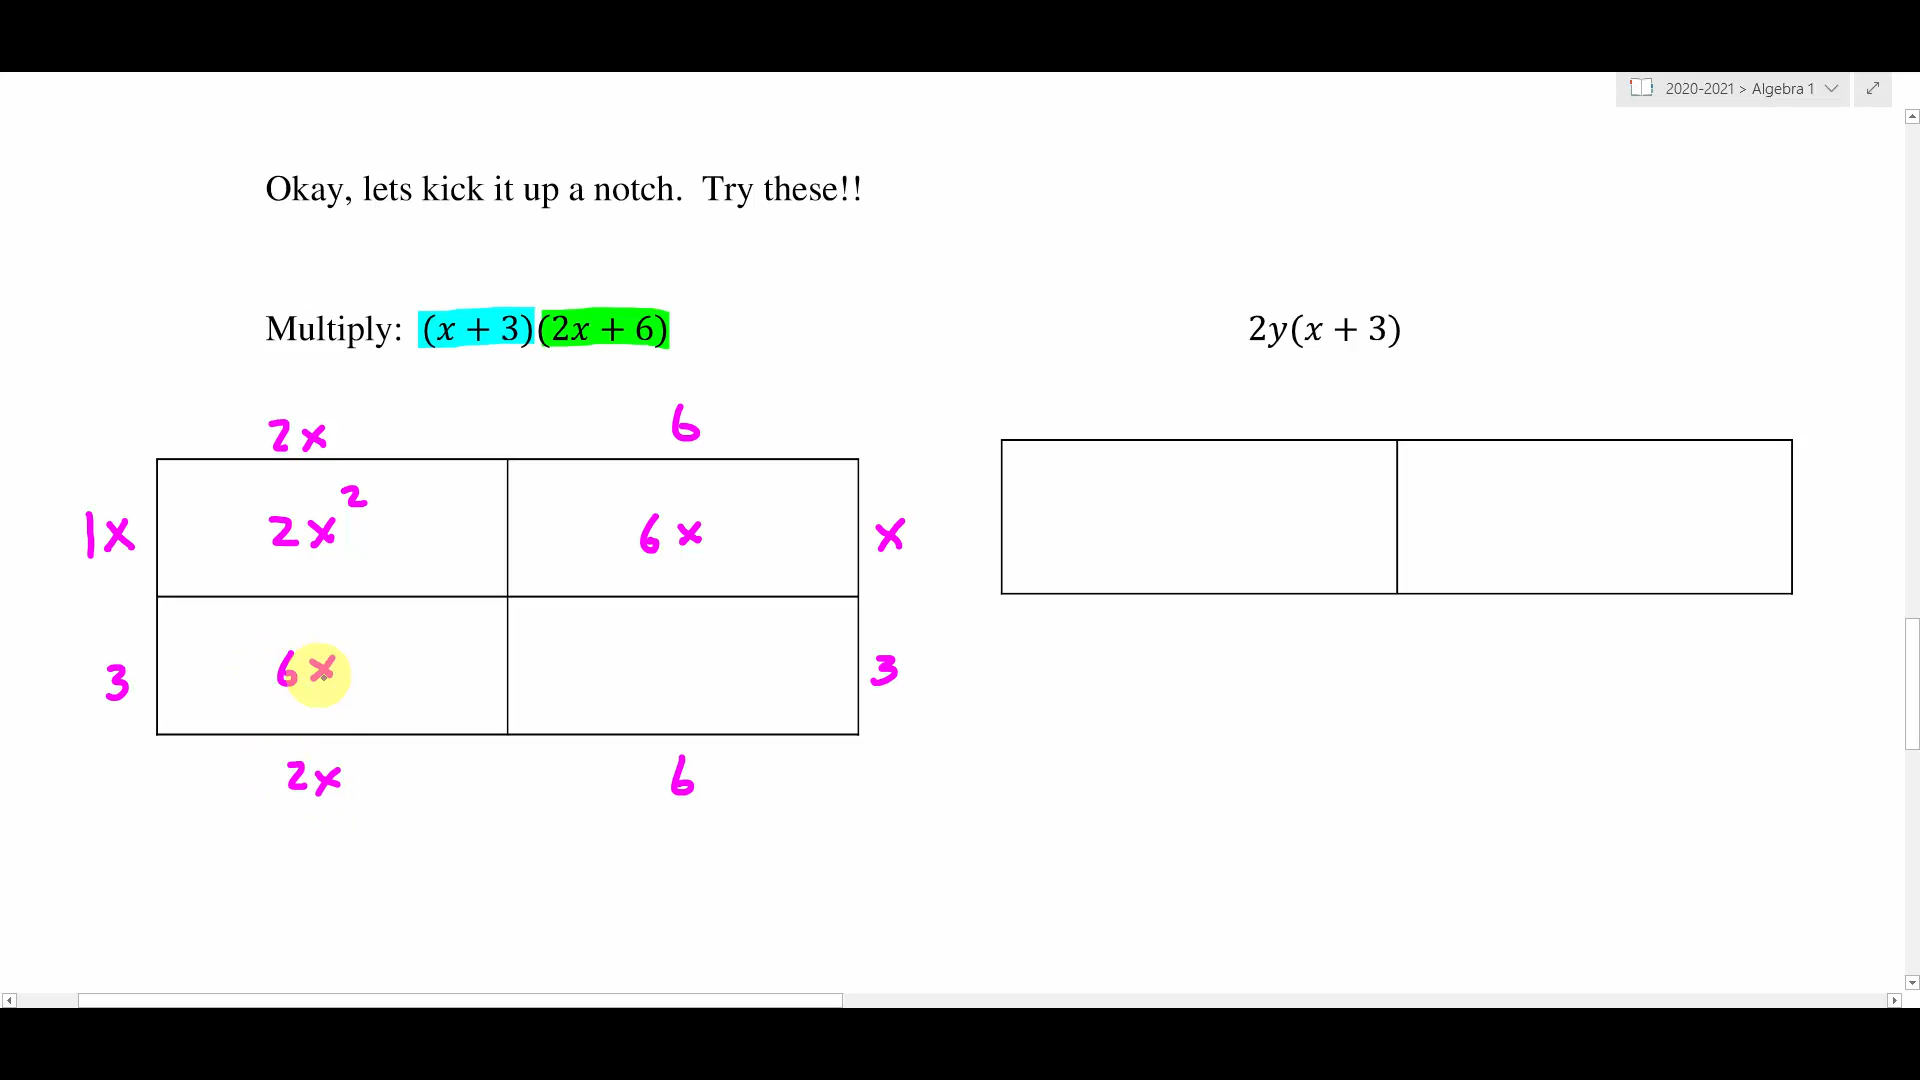 2020-2021 > Algebra 1
Okay, lets kick it up a notch.  Try these!!
Multiply:  (x + 3)(2x + 6)
2y(x + 3)
2x 6
1x 2x² 6x x
3 6x 3
2x 6